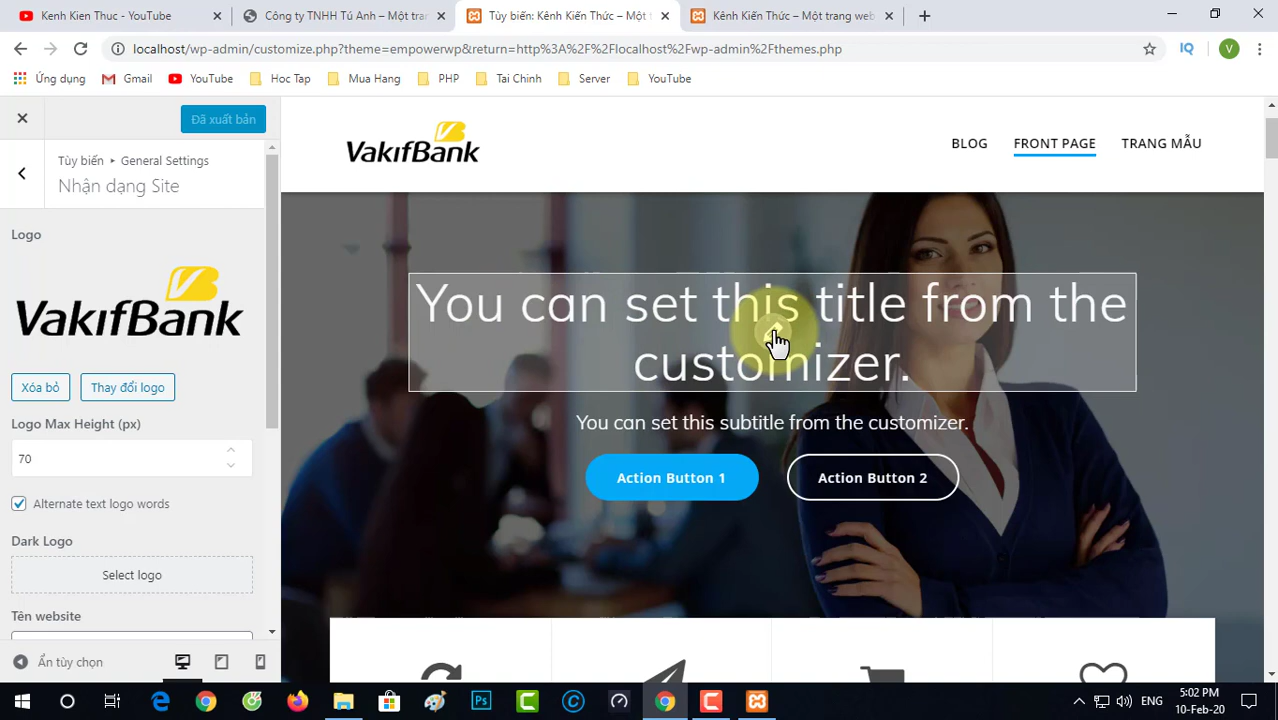 Kenh Kien Thuc - YouTube
Công ty TNHH Tú Anh – Một trang
Tùy biến: Kênh Kiến Thức – Một t
Kênh Kiến Thức – Một trang web
localhost/wp-admin/customize.php?theme=empowerwp&return=http%3A%2F%2Flocalhost%2Fwp-admin%2Fthemes.php
IQ
V
Ứng dụng
Gmail
YouTube
Hoc Tap
Mua Hang
PHP
Tai Chinh
Server
YouTube
Đã xuất bản
Tùy biến ▸ General Settings
Nhận dạng Site
Logo
VakıfBank
Xóa bỏ
Thay đổi logo
Logo Max Height (px)
70
Alternate text logo words
Dark Logo
Select logo
Tên website
Ẩn tùy chọn
VakıfBank
BLOG
FRONT PAGE
TRANG MẪU
You can set this title from the
customizer.
You can set this subtitle from the customizer.
Action Button 1
Action Button 2
Ps
ENG
5:02 PM
10-Feb-20